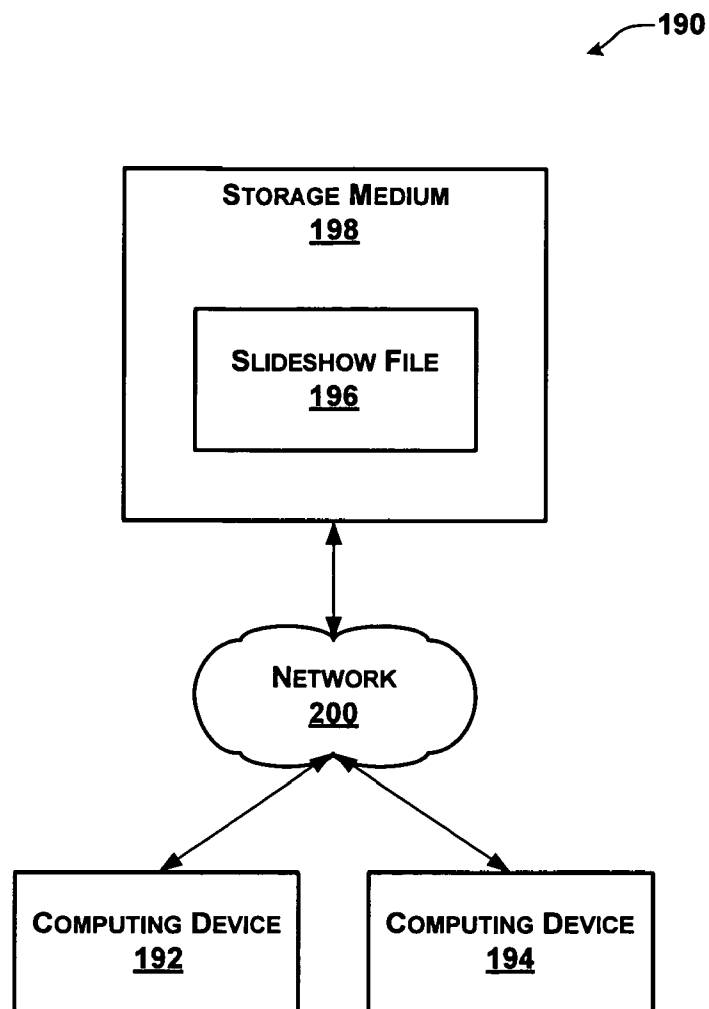 190
STORAGE MEDIUM
198
SLIDESHOW FILE
196
NETWORK
200
COMPUTING DEVICE
192
COMPUTING DEVICE
194